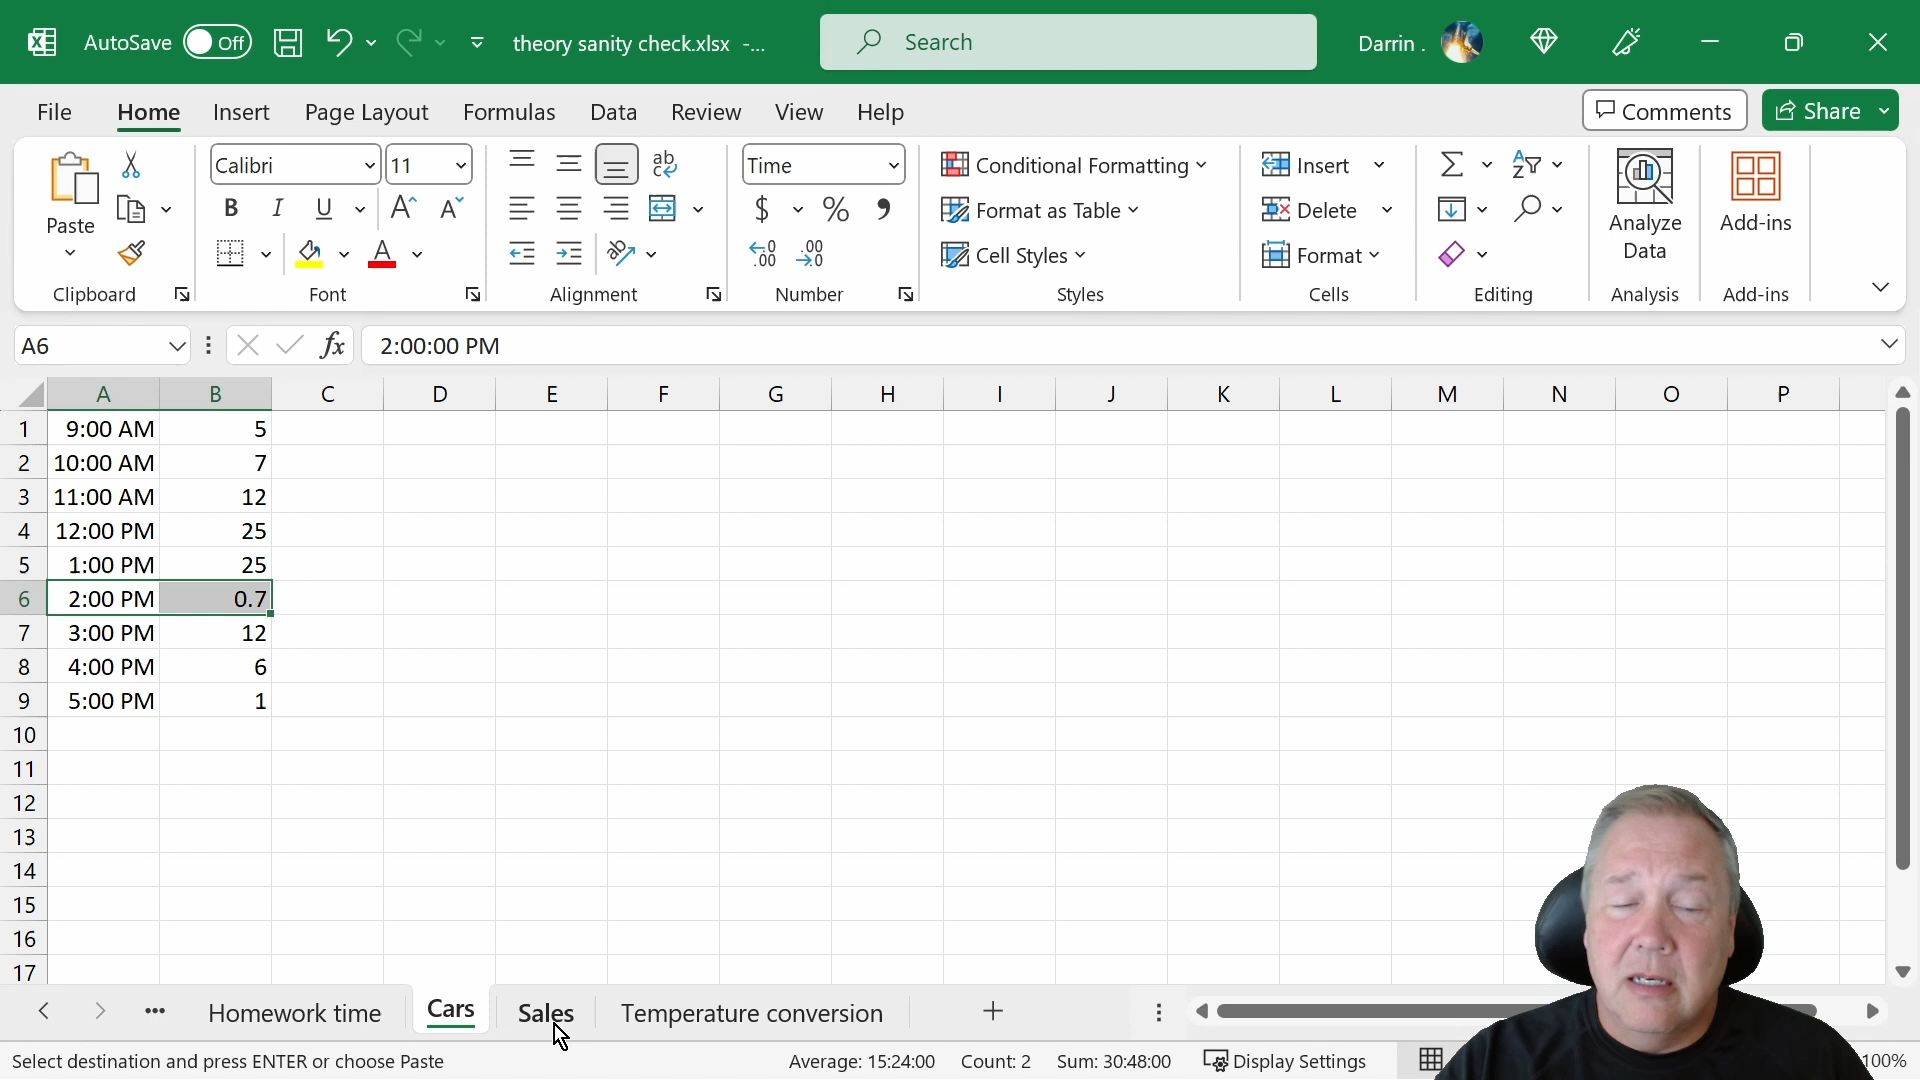 AutoSave Off theory sanity check.xlsx -... Search Darrin .
File Home Insert Page Layout Formulas Data Review View Help Comments Share
Paste Calibri 11 B I U A A A ab Time $ % , .00 .00 Conditional Formatting Format as Table Cell Styles Insert Delete Format Analyze Data Add-ins
Clipboard Font Alignment Number Styles Cells Editing Analysis Add-ins
A6 fx 2:00:00 PM
A B C D E F G H I J K L M N O P
1 9:00 AM 5
2 10:00 AM 7
3 11:00 AM 12
4 12:00 PM 25
5 1:00 PM 25
6 2:00 PM 0.7
7 3:00 PM 12
8 4:00 PM 6
9 5:00 PM 1
10
11
12
13
14
15
16
17
Homework time Cars Sales Temperature conversion
Select destination and press ENTER or choose Paste Average: 15:24:00 Count: 2 Sum: 30:48:00 Display Settings 100%